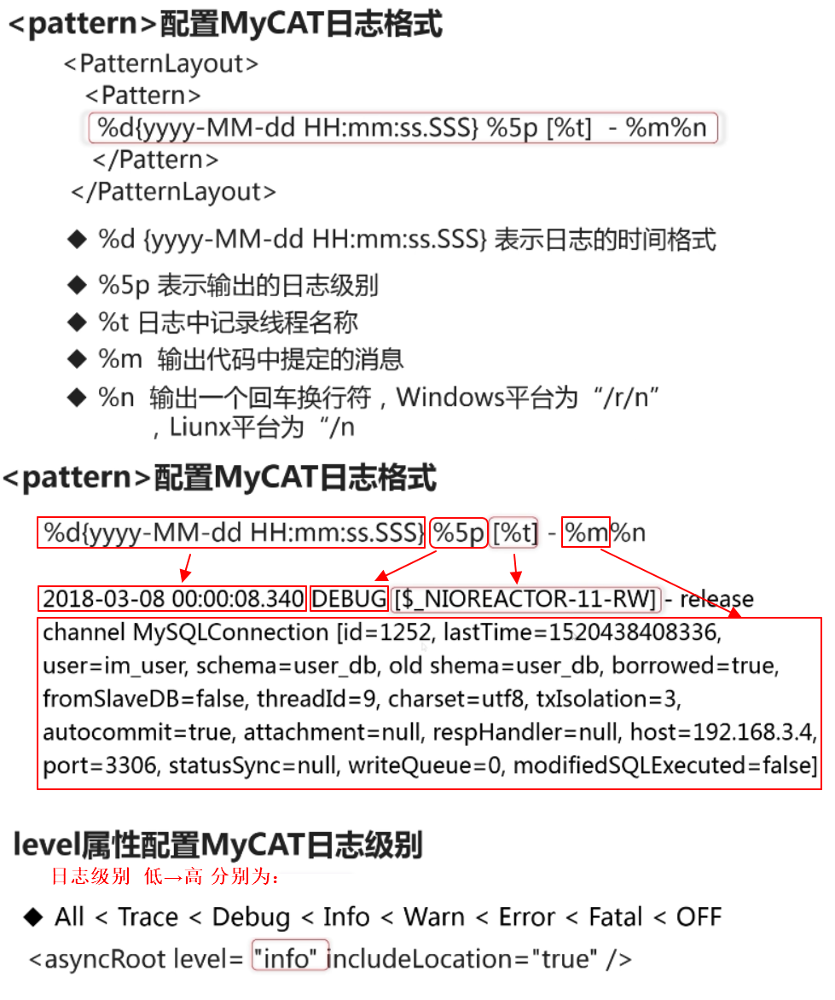 <pattern>配置MyCAT日志格式
<PatternLayout>
<Pattern>
%d{yyyy-MM-dd HH:mm:ss.SSS} %5p [%t]  - %m%n
</Pattern>
</PatternLayout>
◆ %d {yyyy-MM-dd HH:mm:ss.SSS} 表示日志的时间格式
◆ %5p 表示输出的日志级别
◆ %t 日志中记录线程名称
◆ %m  输出代码中提定的消息
◆ %n  输出一个回车换行符，Windows平台为“/r/n”
，Liunx平台为“/n
<pattern>配置MyCAT日志格式
%d{yyyy-MM-dd HH:mm:ss.SSS} %5p [%t] - %m%n
2018-03-08 00:00:08.340 DEBUG [$_NIOREACTOR-11-RW] - release
channel MySQLConnection [id=1252, lastTime=1520438408336,
user=im_user, schema=user_db, old shema=user_db, borrowed=true,
fromSlaveDB=false, threadId=9, charset=utf8, txIsolation=3,
autocommit=true, attachment=null, respHandler=null, host=192.168.3.4,
port=3306, statusSync=null, writeQueue=0, modifiedSQLExecuted=false]
level属性配置MyCAT日志级别
日志级别  低→高 分别为：
◆ All < Trace < Debug < Info < Warn < Error < Fatal < OFF
<asyncRoot level= "info" includeLocation="true" />